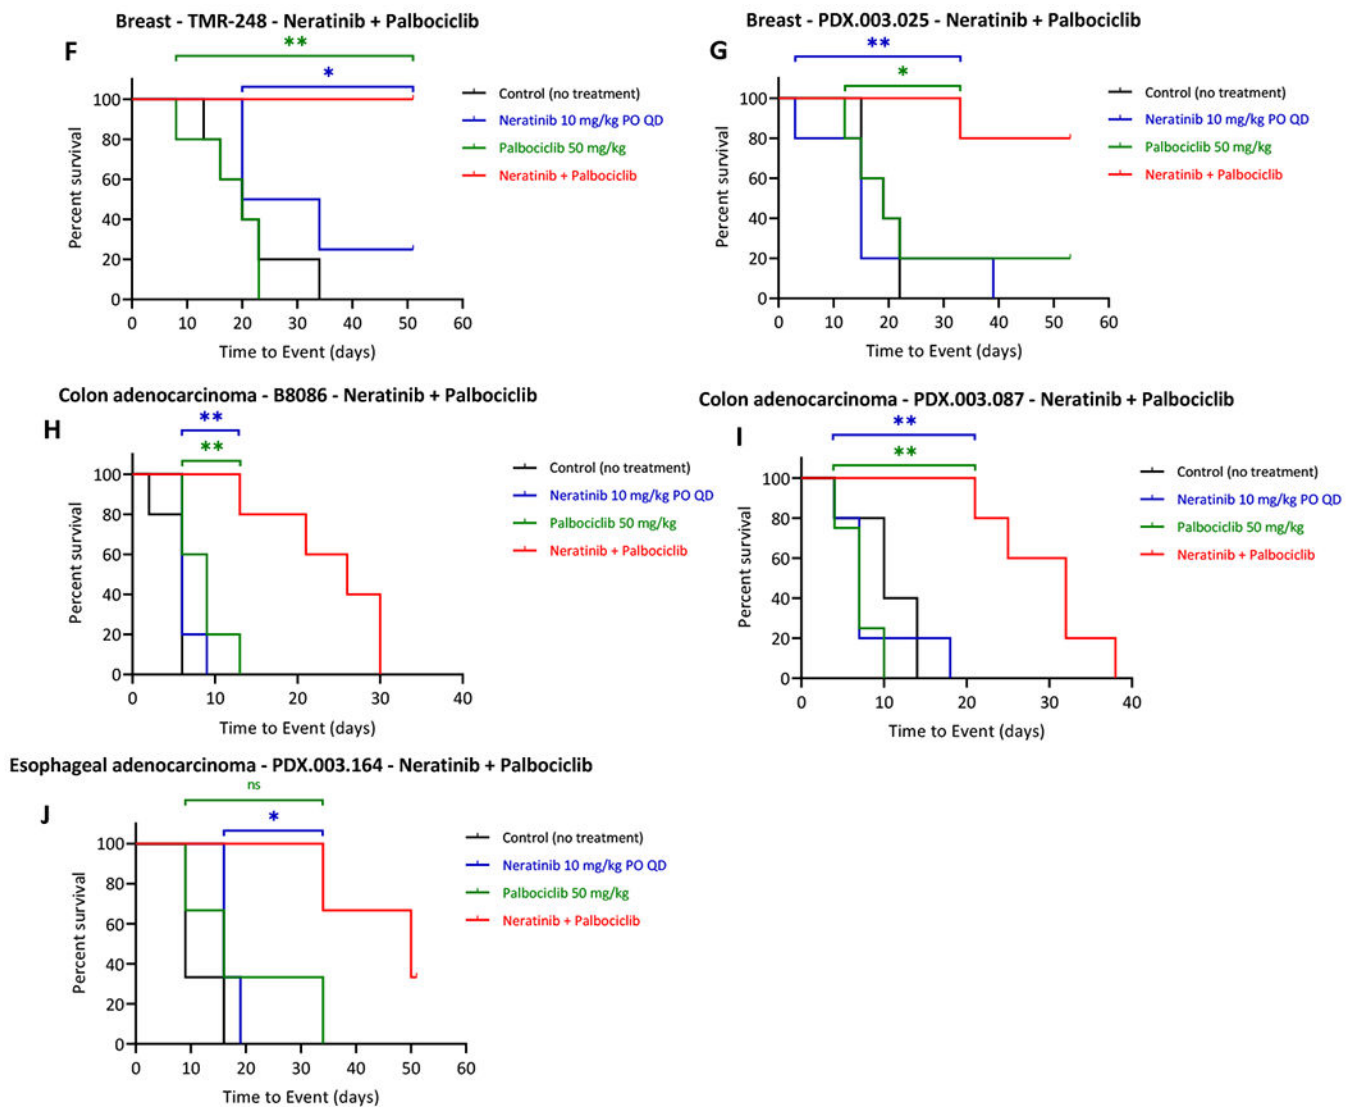 Breast - TMR-248 - Neratinib + Palbociclib
F
**
*
100
80
60
40
20
0
Percent survival
0 10 20 30 40 50 60
Time to Event (days)
Control (no treatment)
Neratinib 10 mg/kg PO QD
Palbociclib 50 mg/kg
Neratinib + Palbociclib
Breast - PDX.003.025 - Neratinib + Palbociclib
G
**
*
100
80
60
40
20
0
Percent survival
0 10 20 30 40 50 60
Time to Event (days)
Control (no treatment)
Neratinib 10 mg/kg PO QD
Palbociclib 50 mg/kg
Neratinib + Palbociclib
Colon adenocarcinoma - B8086 - Neratinib + Palbociclib
H
**
**
100
80
60
40
20
0
Percent survival
0 10 20 30 40
Time to Event (days)
Control (no treatment)
Neratinib 10 mg/kg PO QD
Palbociclib 50 mg/kg
Neratinib + Palbociclib
Colon adenocarcinoma - PDX.003.087 - Neratinib + Palbociclib
I
**
**
100
80
60
40
20
0
Percent survival
0 10 20 30 40
Time to Event (days)
Control (no treatment)
Neratinib 10 mg/kg PO QD
Palbociclib 50 mg/kg
Neratinib + Palbociclib
Esophageal adenocarcinoma - PDX.003.164 - Neratinib + Palbociclib
J
ns
*
100
80
60
40
20
0
Percent survival
0 10 20 30 40 50 60
Time to Event (days)
Control (no treatment)
Neratinib 10 mg/kg PO QD
Palbociclib 50 mg/kg
Neratinib + Palbociclib